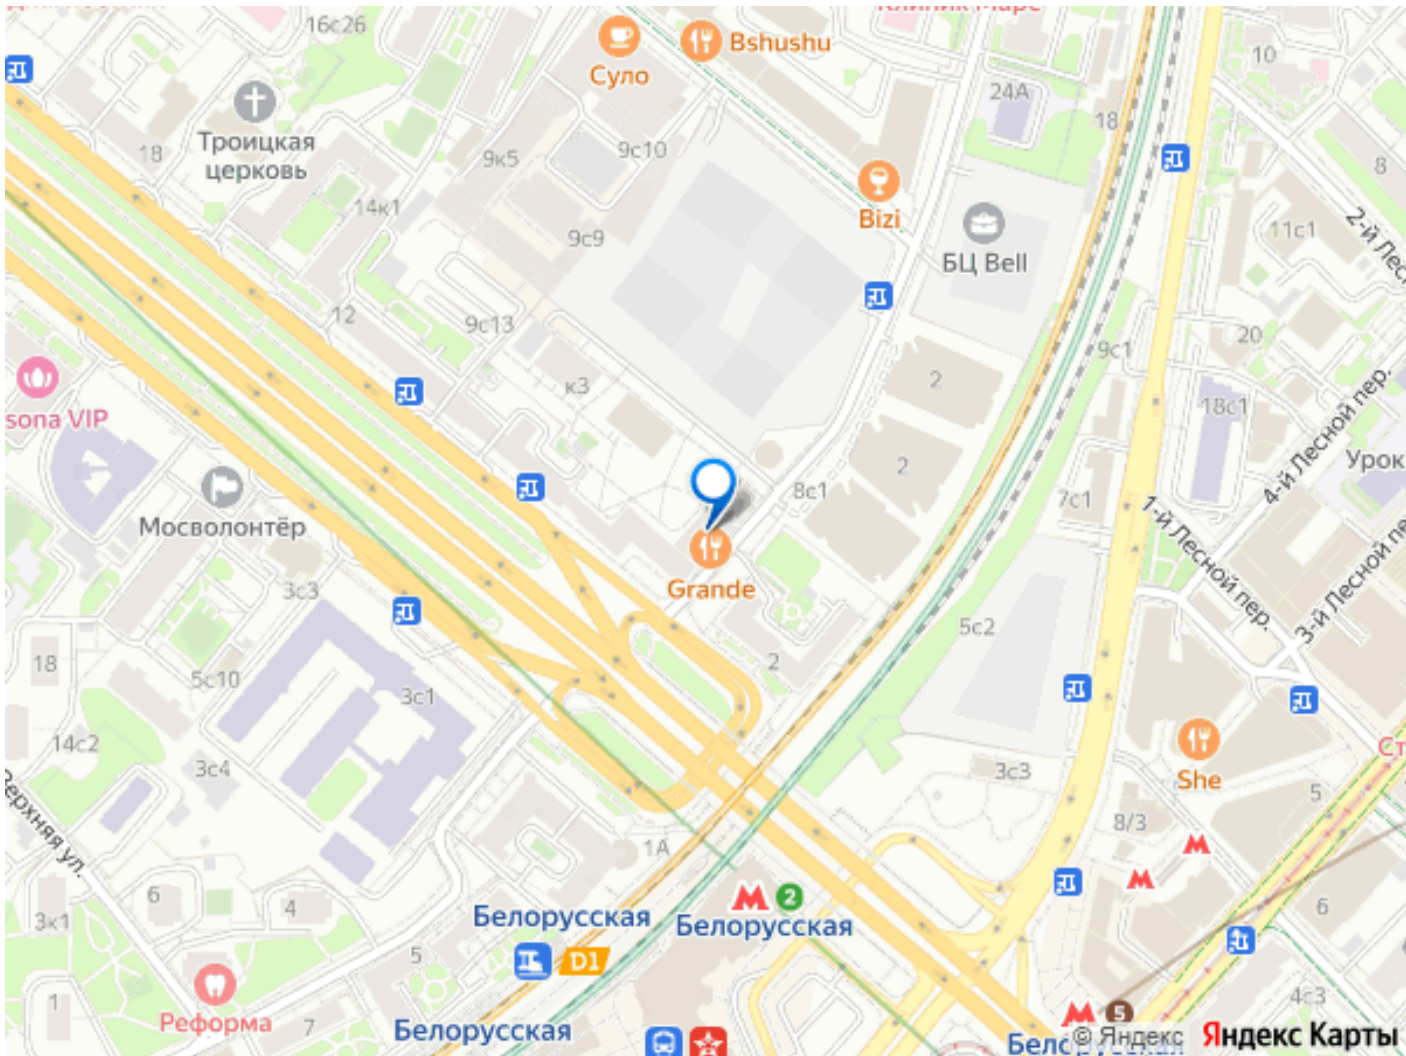 16с26
Bshushu
Суло
10
24А
18
Троицкая
церковь
18
9к5
9с10
8
14к1
Bizi
11с1
9с9
БЦ Bell
2-й Лес
12
9с13
20
9с1
2
к3
18с1
4-й Лесной пер.
sona VIP
2
Урок
8с1
7с1
1-й Лесной пер.
Мосволонтёр
Grande
3с3
3-й Лесной пе
5с2
18
2
5с10
3с1
14с2
Ст
3с4
3с3
She
5
8/3
Верхняя ул.
1А
6
2
4
Белорусская
Белорусская
3к1
6
5
D1
1
4с3
Реформа
7
Белорусская
5
© Яндекс
Яндекс Карты